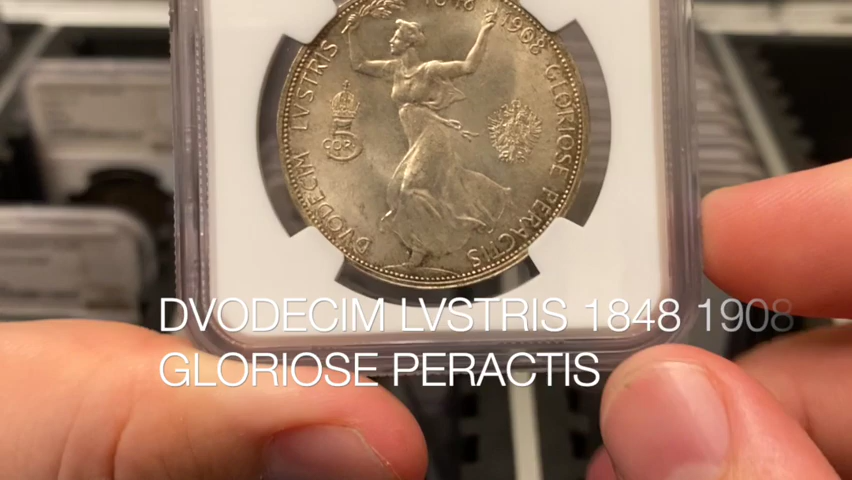 DVODECIM LVSTRIS 1848 1908 GLORIOSE PERACTIS
DVODECIM LVSTRIS 1848 1908
GLORIOSE PERACTIS